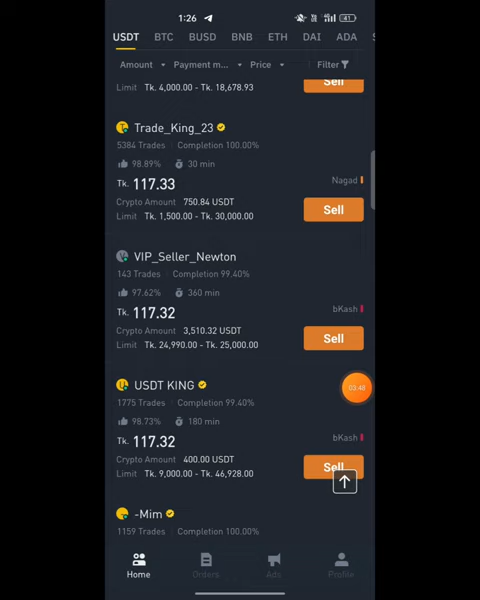 1:26
41
USDT BTC BUSD BNB ETH DAI ADA
Amount Payment m... Price Filter
Limit Tk. 4,000.00 - Tk. 18,678.93
Sell
Trade_King_23
5384 Trades Completion 100.00%
98.89% 30 min
Tk. 117.33
Nagad
Crypto Amount 750.84 USDT
Limit Tk. 1,500.00 - Tk. 30,000.00
Sell
VIP_Seller_Newton
143 Trades Completion 99.40%
97.62% 360 min
Tk. 117.32
bKash
Crypto Amount 3,510.32 USDT
Limit Tk. 24,990.00 - Tk. 25,000.00
Sell
USDT KING
1775 Trades Completion 99.40%
03:48
98.73% 180 min
Tk. 117.32
bKash
Crypto Amount 400.00 USDT
Limit Tk. 9,000.00 - Tk. 46,928.00
Sell
-Mim
1159 Trades Completion 100.00%
Home Orders Ads Profile